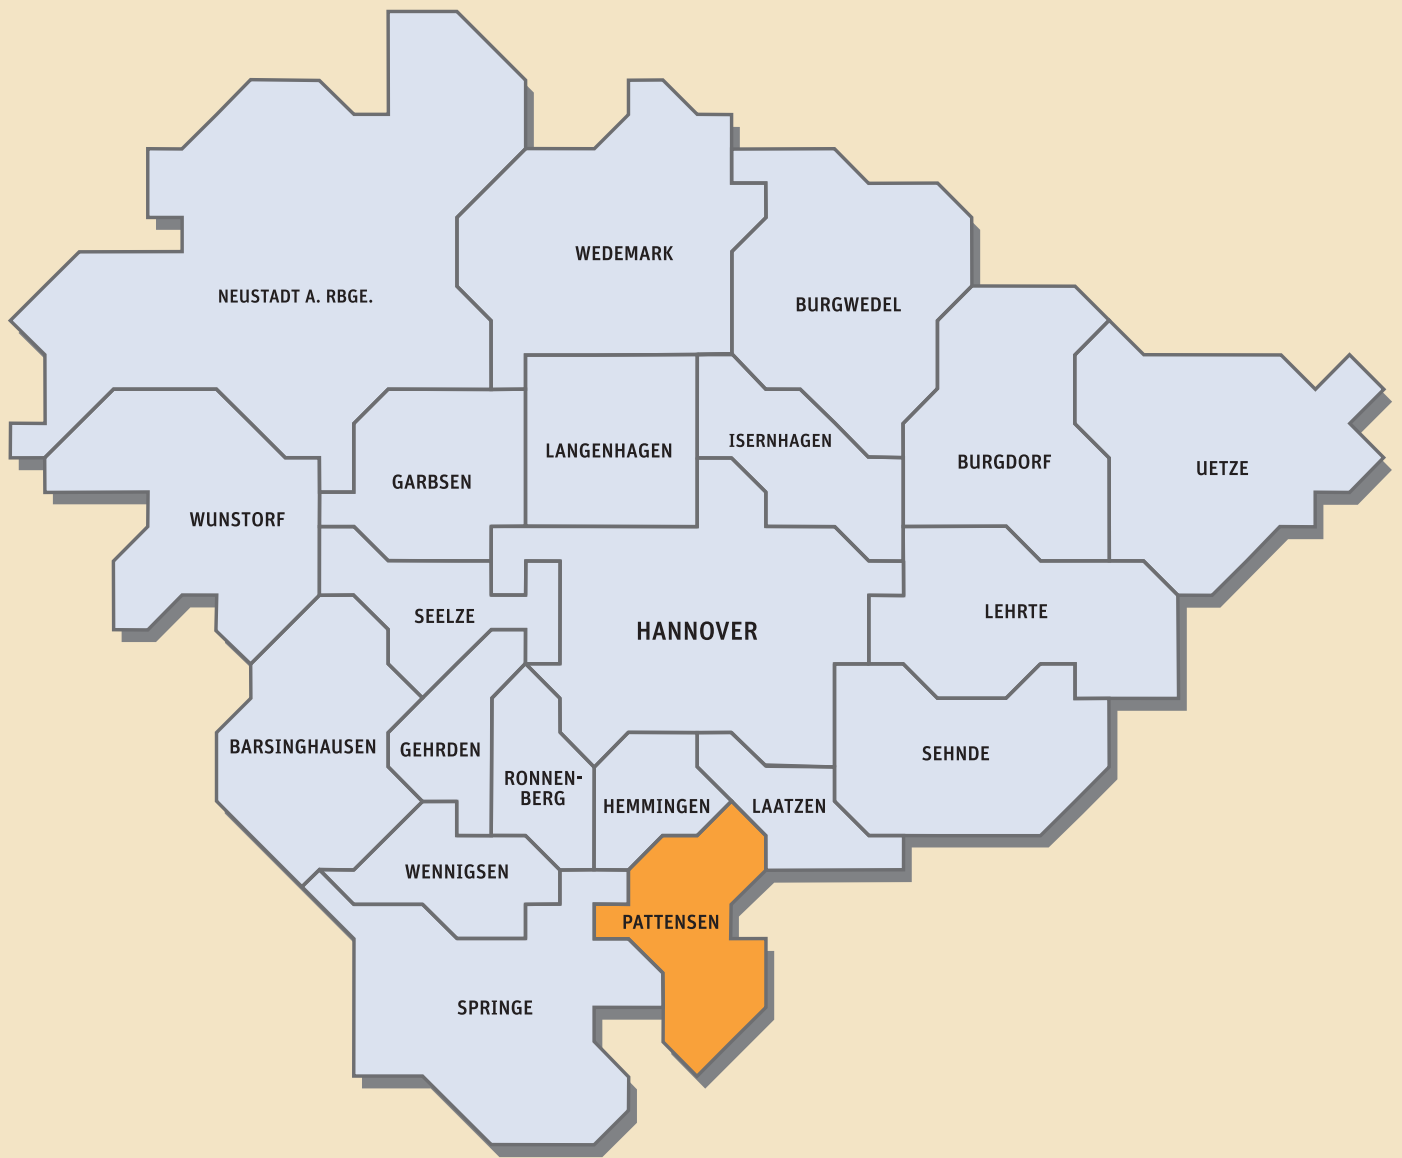 WEDEMARK
NEUSTADT A. RBGE.
BURGWEDEL
ISERNHAGEN
LANGENHAGEN
BURGDORF
UETZE
GARBSEN
WUNSTORF
LEHRTE
SEELZE
HANNOVER
BARSINGHAUSEN
GEHRDEN
SEHNDE
RONNEN-
BERG
HEMMINGEN
LAATZEN
WENNIGSEN
PATTENSEN
SPRINGE